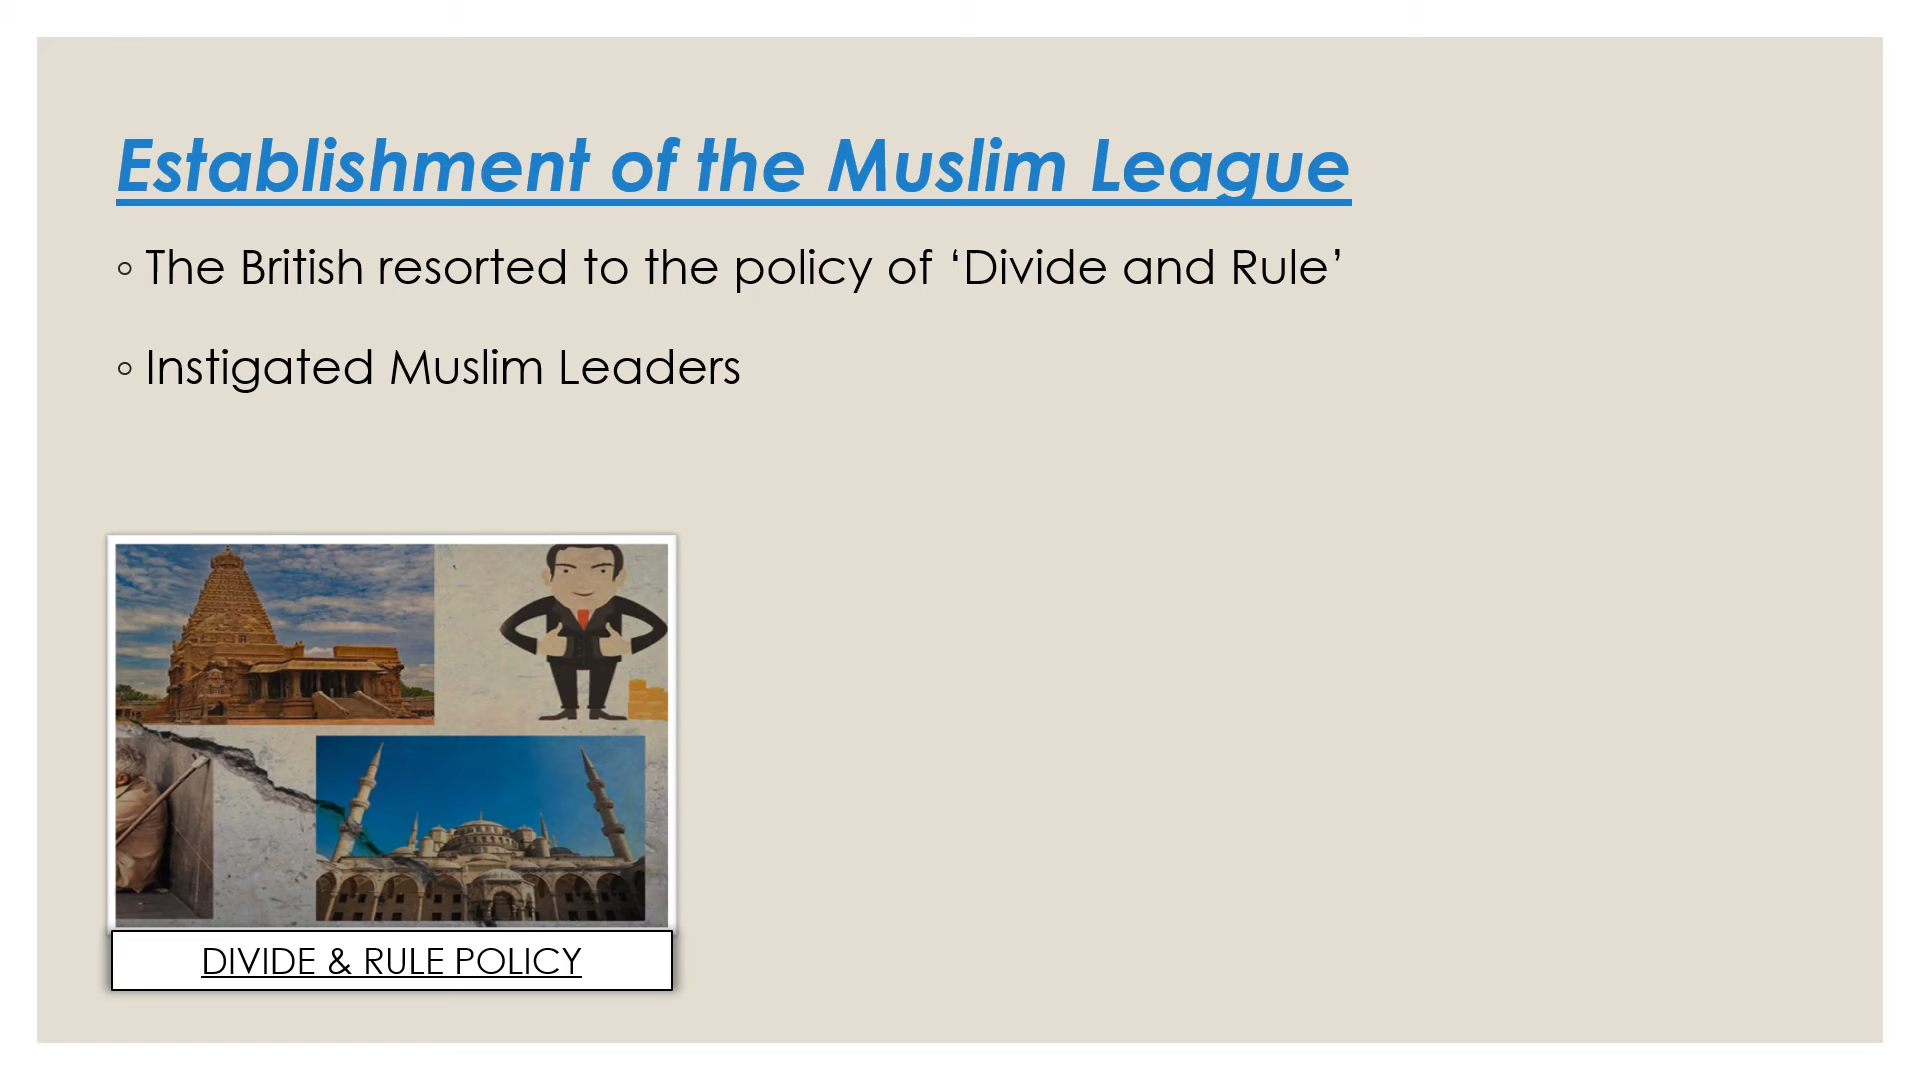 Establishment of the Muslim League
◦ The British resorted to the policy of ‘Divide and Rule’
◦ Instigated Muslim Leaders
DIVIDE & RULE POLICY